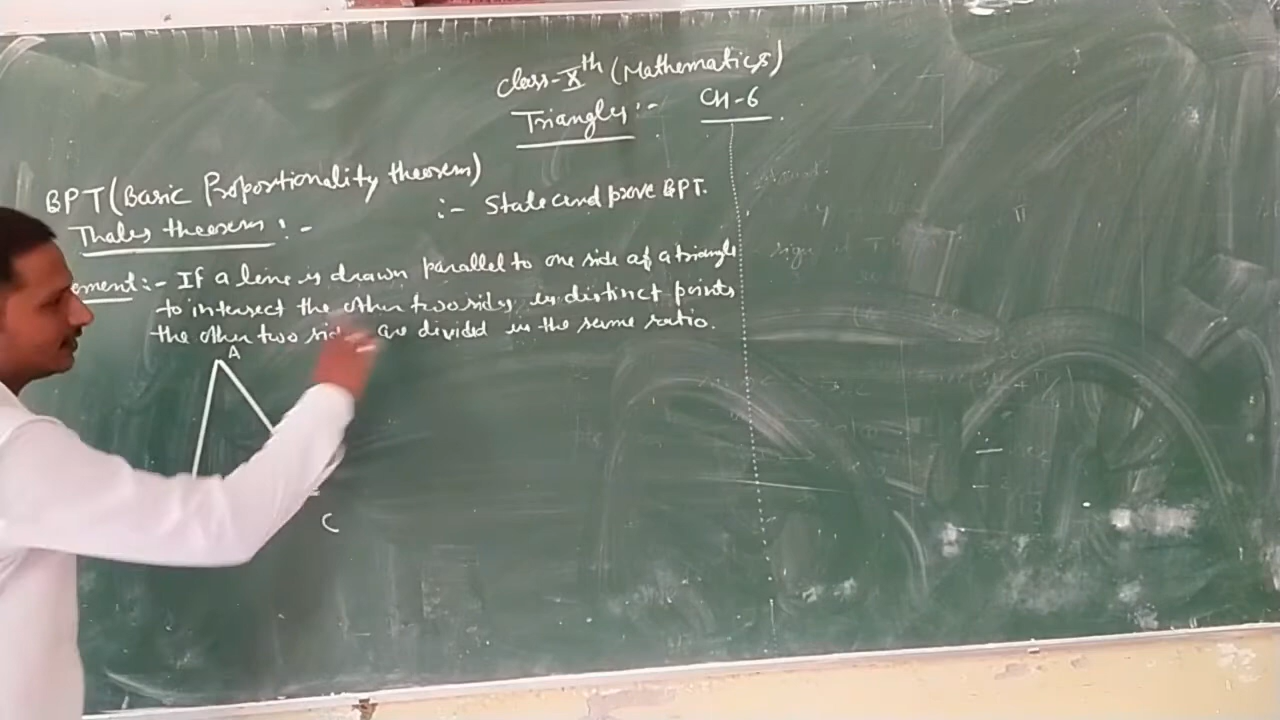 Class-Xth (Mathematics)
Triangles:- CH-6
BPT (Basic Proportionality theorem)
Thales theorem:-
:- State and prove BPT.
ement:- If a line is drawn parallel to one side of a triangle
to intersect the other two sides in distinct points
the other two side are divided in the same ratio.
A
C